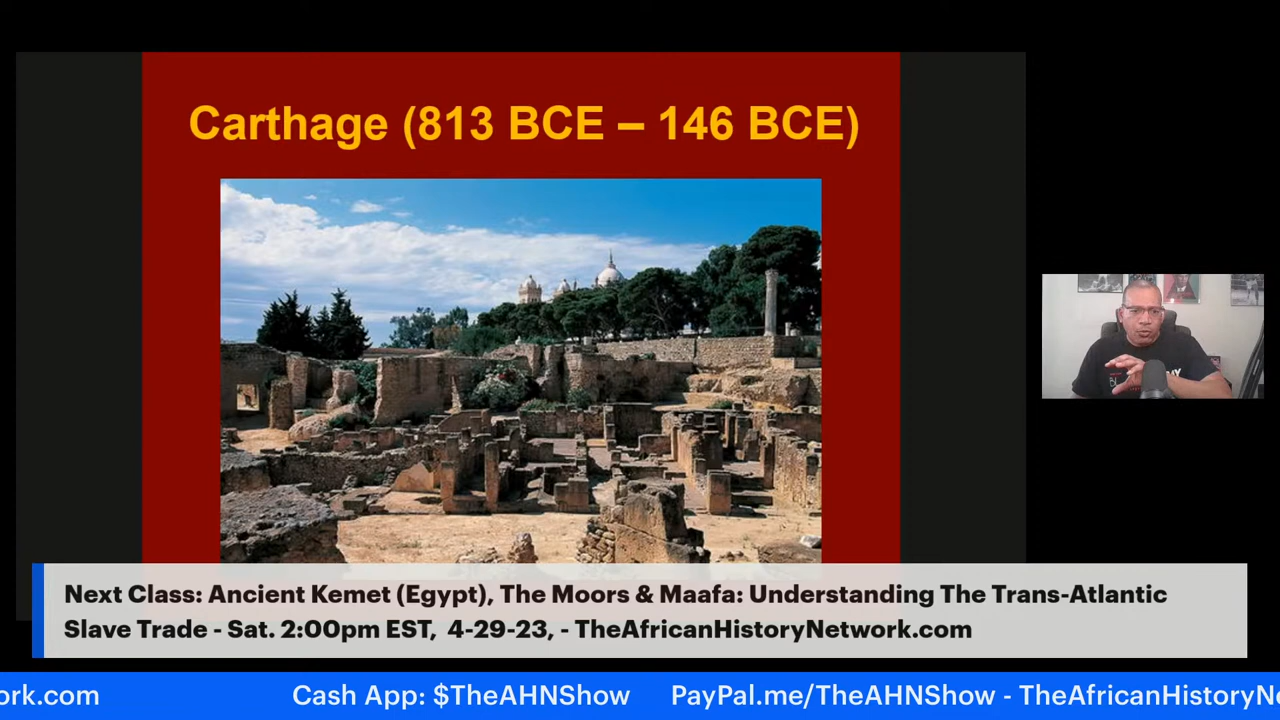 Carthage (813 BCE – 146 BCE)
Next Class: Ancient Kemet (Egypt), The Moors & Maafa: Understanding The Trans-Atlantic
Slave Trade - Sat. 2:00pm EST,  4-29-23, - TheAfricanHistoryNetwork.com
ork.com Cash App: $TheAHNShow PayPal.me/TheAHNShow - TheAfricanHistoryNe